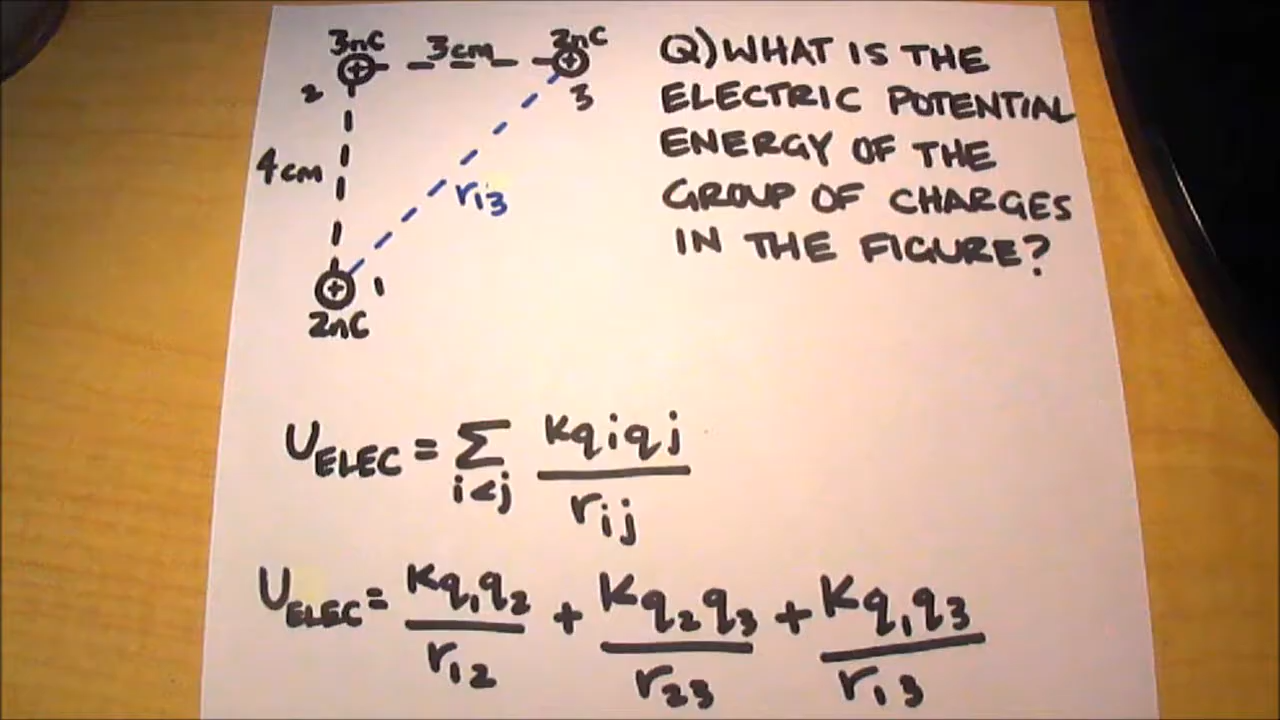 3nC
3cm
3nC
2
3
4cm
r13
1
2nC
Q) WHAT IS THE
ELECTRIC POTENTIAL
ENERGY OF THE
GROUP OF CHARGES
IN THE FIGURE?
UELEC = Σ i<j kqiqj / rij
UELEC = Kq1q2 / r12 + Kq2q3 / r23 + Kq1q3 / r13